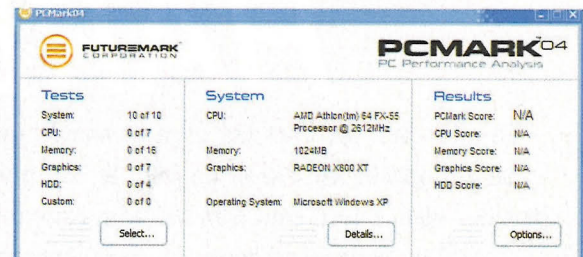 PCMark04
FUTUREMARK
CORPORATION
PCMARK04
PC Performance Analysis
Tests
System: 10 of 10
CPU: 0 of 7
Memory: 0 of 16
Graphics: 0 of 7
HDD: 0 of 4
Custom: 0 of 0
Select...
System
CPU: AMD Athlon(tm) 64 FX-55
Processor @ 2612MHz
Memory: 1024MB
Graphics: RADEON X800 XT
Operating System: Microsoft Windows XP
Details...
Results
PCMark Score: N/A
CPU Score: N/A
Memory Score: N/A
Graphics Score: N/A
HDD Score: N/A
Options...